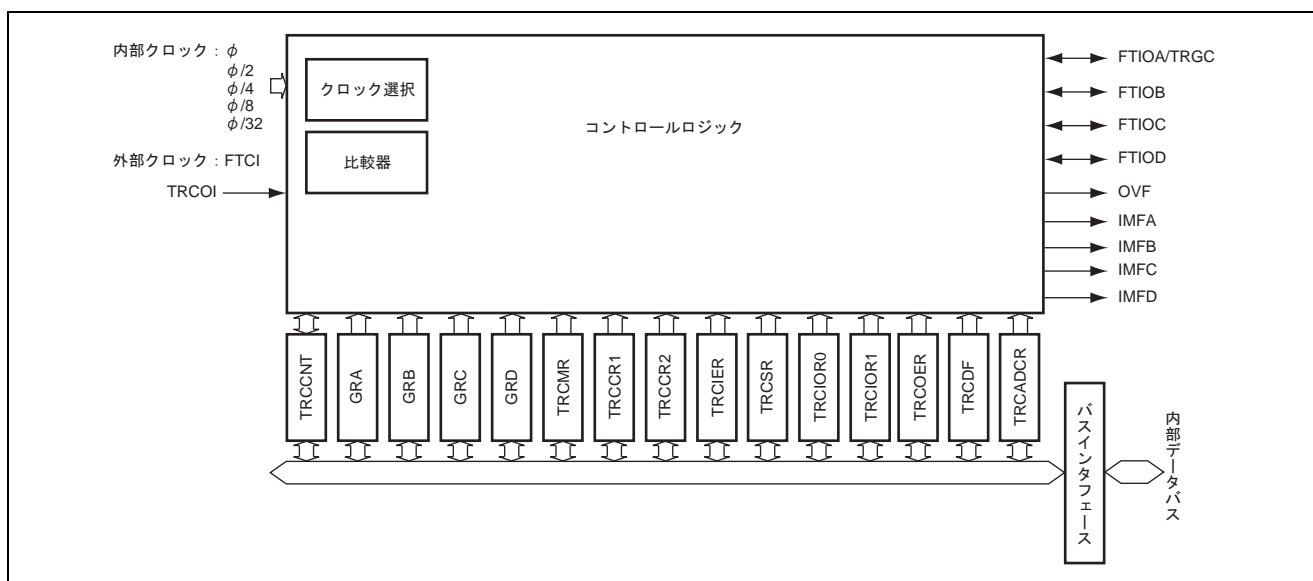 内部クロック：φ
φ/2
φ/4
φ/8
φ/32
外部クロック：FTCI
TRCOI
クロック選択
比較器
コントロールロジック
FTIOA/TRGC
FTIOB
FTIOC
FTIOD
OVF
IMFA
IMFB
IMFC
IMFD
TRCCNT
GRA
GRB
GRC
GRD
TRCMR
TRCCR1
TRCCR2
TRCIER
TRCSR
TRCIOR0
TRCIOR1
TRCOER
TRCDF
TRCADCR
バスインタフェース
内部データバス